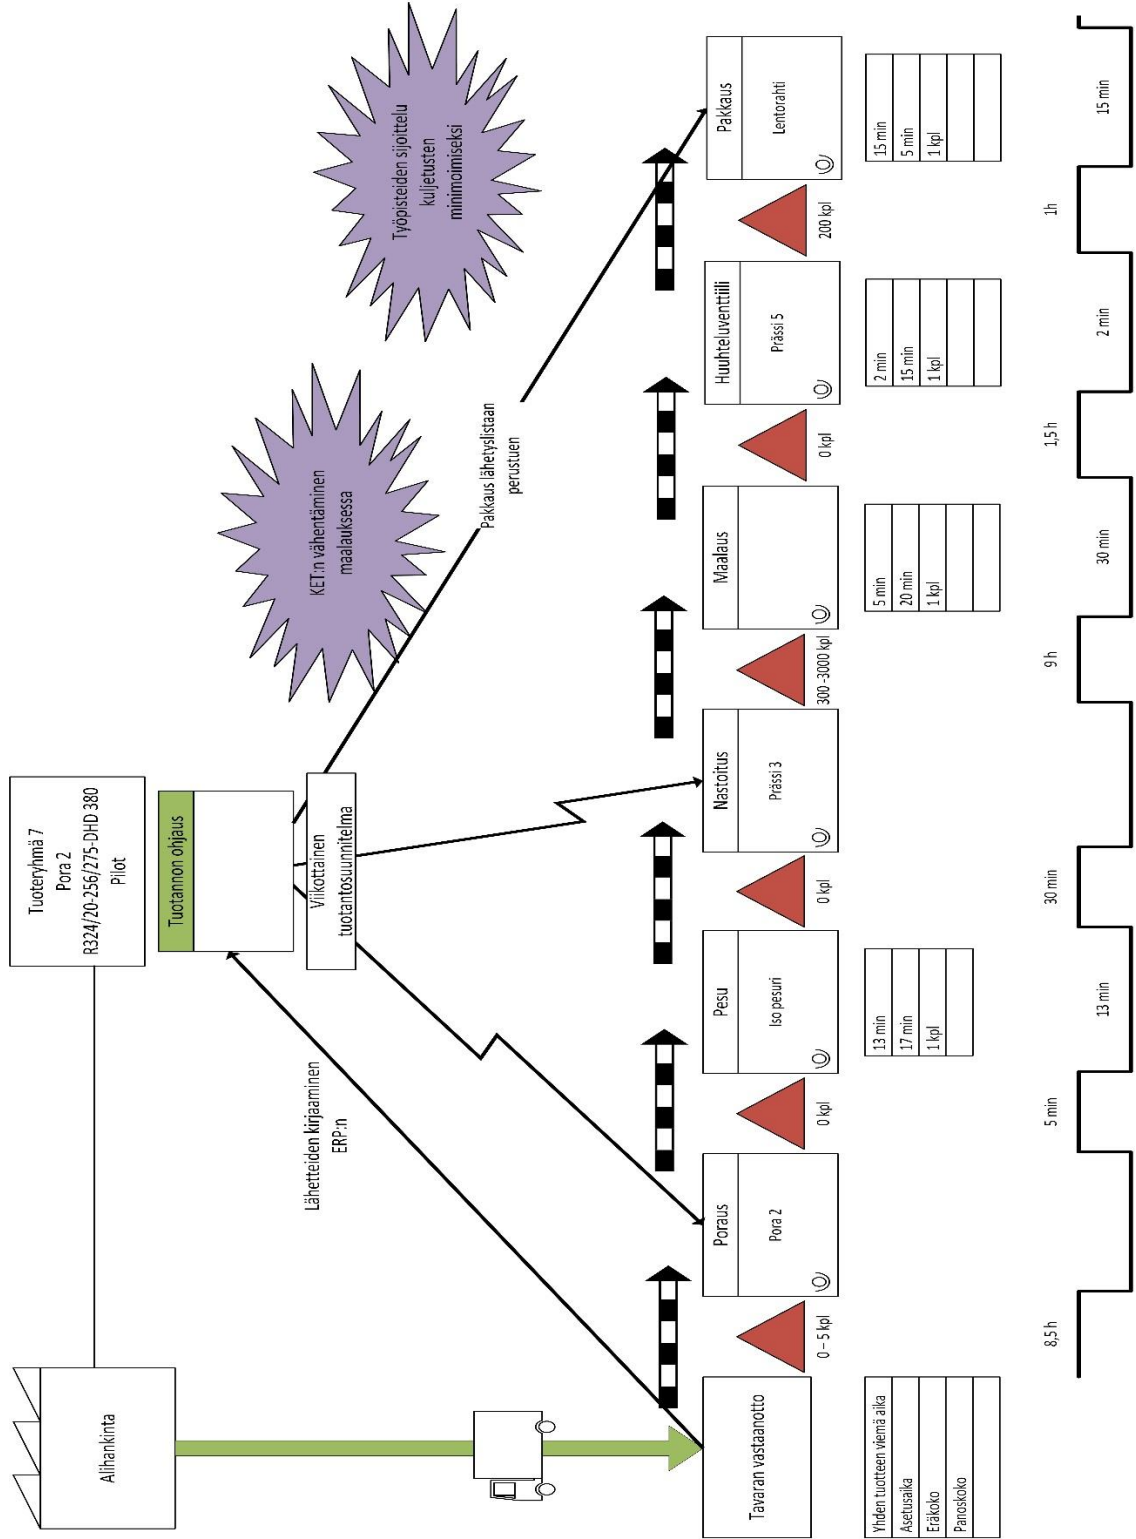 Alihankinta
Tuoteryhmä 7
Pora 2
R324/20-256/275-DHD 380
Pilot
Tuotannon ohjaus
Viikottainen
tuotantosuunnitelma
Lähetteiden kirjaaminen
ERP:n
KET:n vähentäminen
maalauksessa
Työpisteiden sijoittelu
kuljetusten
minimoimiseksi
Pakkaus lähetyslistaan
perustuen
Tavaran vastaanotto
0 – 5 kpl
Poraus
Pora 2
0 kpl
Pesu
Iso pesuri
0 kpl
Nastoitus
Prässi 3
300 -3000 kpl
Maalaus
0 kpl
Huuhteluventtiili
Prässi 5
200 kpl
Pakkaus
Lentorahti
Yhden tuotteen viemä aika
Asetusaika
Eräkoko
Panoskoko
13 min
17 min
1 kpl
5 min
20 min
1 kpl
2 min
15 min
1 kpl
15 min
5 min
1 kpl
8,5 h
5 min
13 min
30 min
9 h
30 min
1,5 h
2 min
1h
15 min